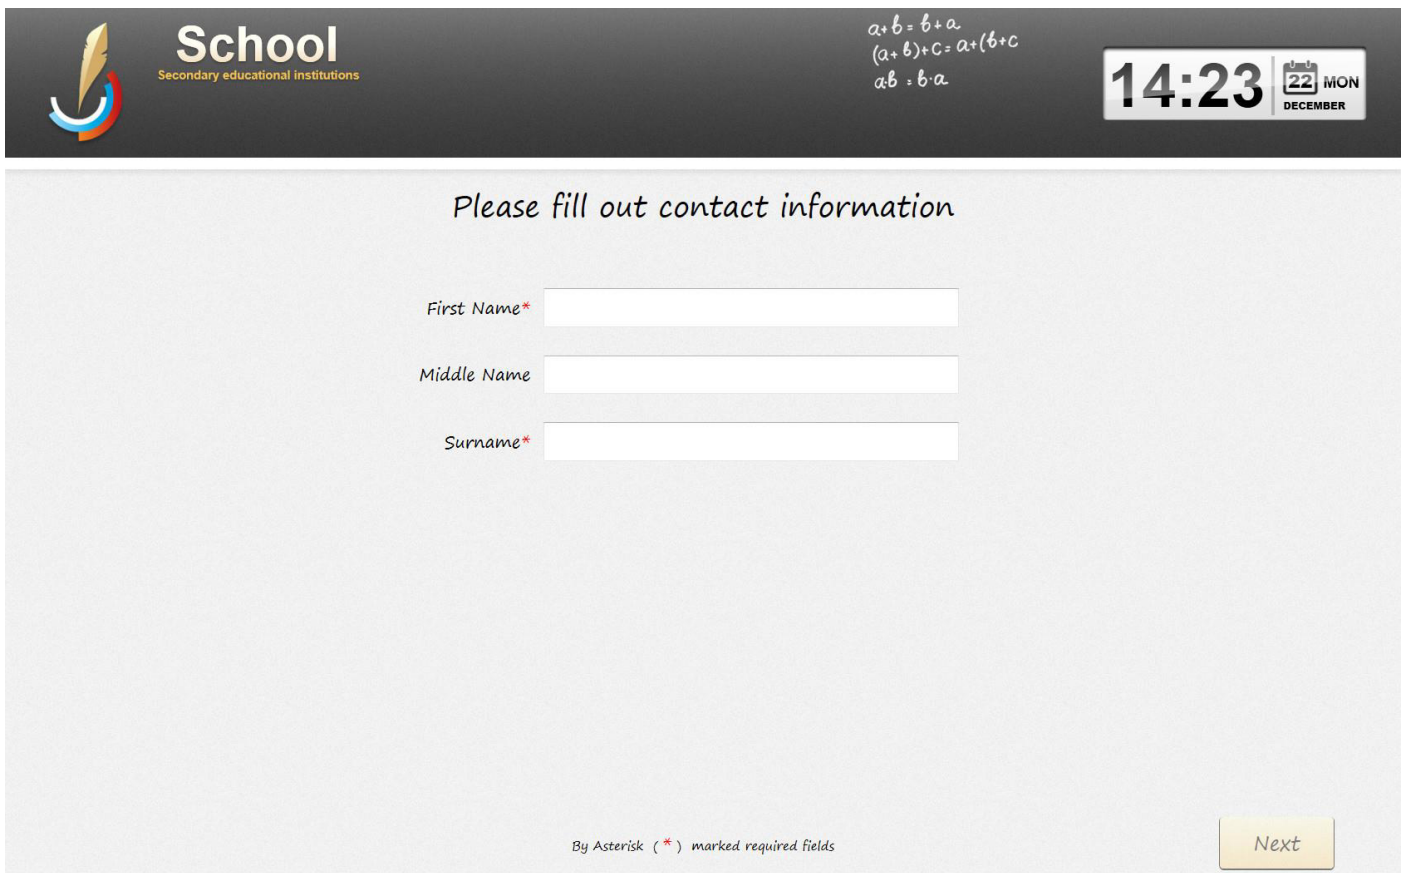 School
Secondary educational institutions
a+b=b+a
(a+b)+c=a+(b+c
a·b=b·a
14:23
22 MON
DECEMBER
Please fill out contact information
First Name*
Middle Name
Surname*
By Asterisk (*) marked required fields
Next